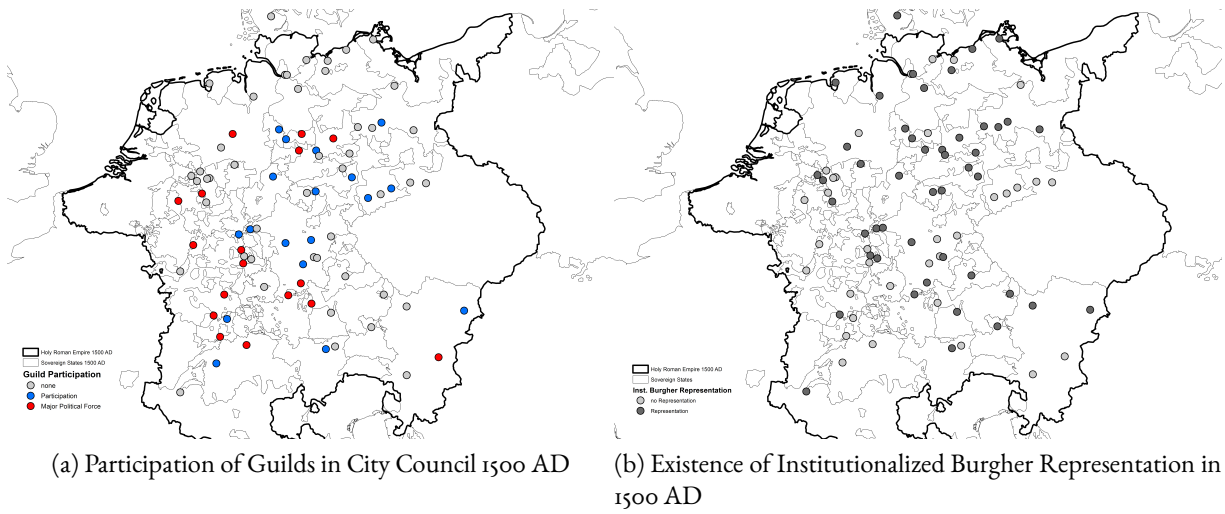 Holy Roman Empire 1500 AD
Sovereign States 1500 AD
Guild Participation
none
Participation
Major Political Force
(a) Participation of Guilds in City Council 1500 AD
Holy Roman Empire 1500 AD
Sovereign States
Inst. Burgher Representation
no Representation
Representation
(b) Existence of Institutionalized Burgher Representation in
1500 AD